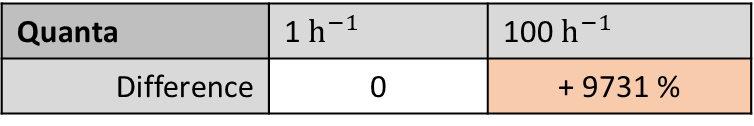 Quanta 1 h⁻¹ 100 h⁻¹
Difference 0 + 9731 %